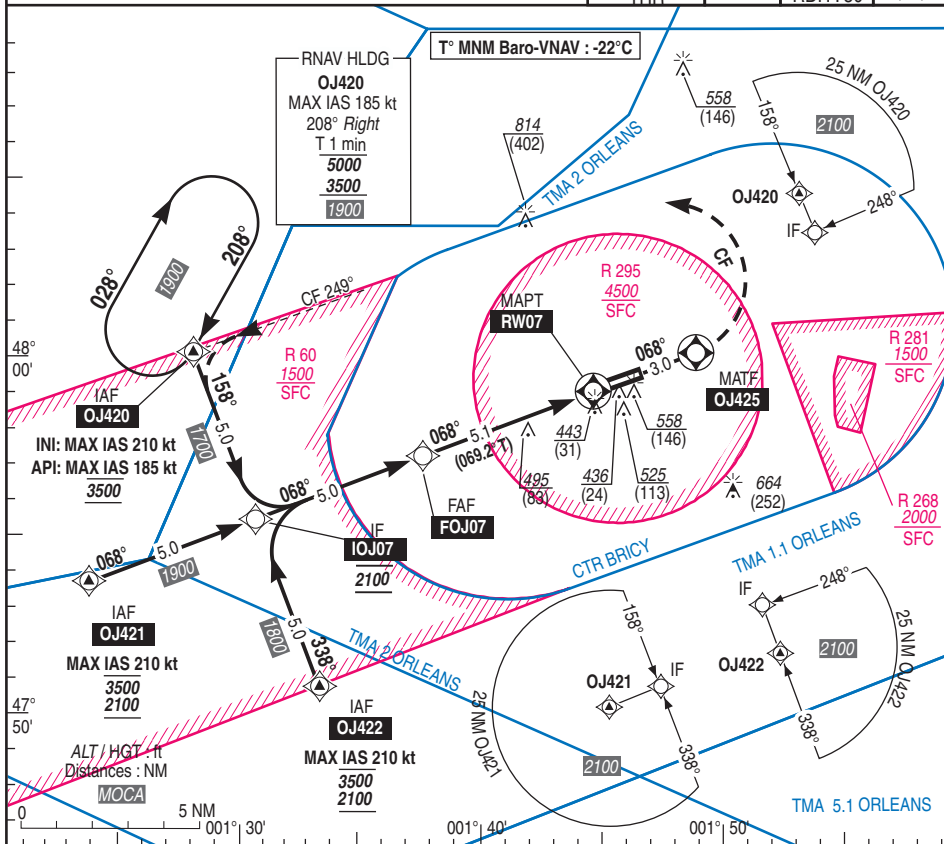 RNAV HLDG
OJ420
MAX IAS 185 kt
208° Right
T 1 min
5000
3500
1900
T° MNM Baro-VNAV : -22°C
558
(146)
814
(402)
TMA 2 ORLEANS
25 NM OJ420
158°
2100
OJ420
248°
IF
028°
1900
208°
CF 249°
CF
R 295
4500
SFC
MAPT
RW07
R 60
1500
SFC
068°
3.0
MATF
OJ425
R 281
1500
SFC
48°
00'
IAF
OJ420
158°
5.0
1700
INI: MAX IAS 210 kt
API: MAX IAS 185 kt
3500
068°
5.0
068°
5.1
(069.2° T)
443
(31)
558
(146)
495
(83)
436
(24)
525
(113)
664
(252)
R 268
2000
SFC
FAF
FOJ07
IF
IOJ07
2100
068°
5.0
1900
CTR BRICY
TMA 1.1 ORLEANS
IAF
OJ421
MAX IAS 210 kt
3500
2100
1800
5.0
338°
TMA 2 ORLEANS
IAF
OJ422
MAX IAS 210 kt
3500
2100
158°
IF
OJ421
338°
25 NM OJ421
2100
IF
248°
OJ422
2100
338°
25 NM OJ422
47°
50'
ALT / HGT : ft
Distances : NM
MOCA
0
5 NM
001° 30'
001° 40'
001° 50'
TMA 5.1 ORLEANS